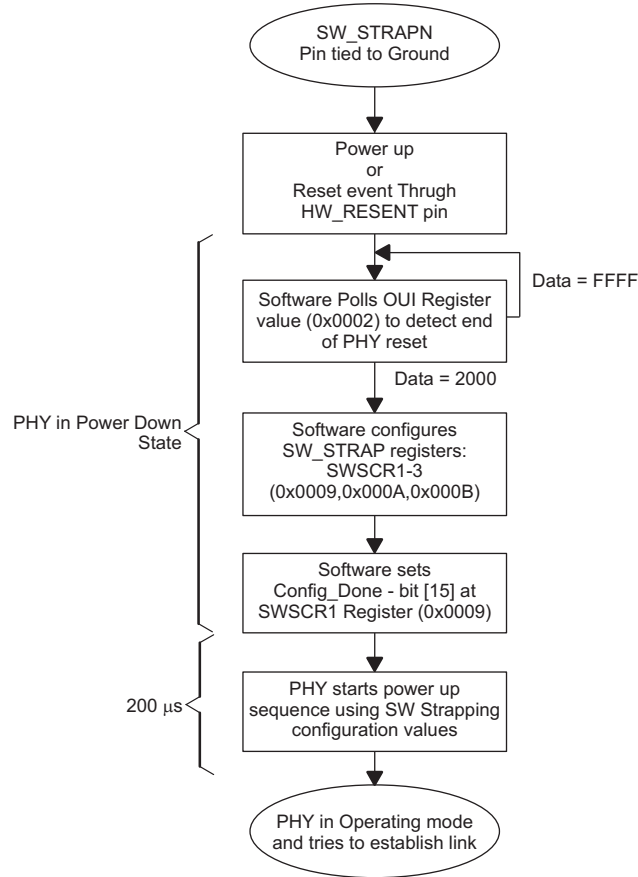 SW_STRAPN
Pin tied to Ground
Power up
or
Reset event Thrugh
HW_RESENT pin
Data = FFFF
Software Polls OUI Register
value (0x0002) to detect end
of PHY reset
Data = 2000
PHY in Power Down
State
Software configures
SW_STRAP registers:
SWSCR1-3
(0x0009,0x000A,0x000B)
Software sets
Config_Done - bit [15] at
SWSCR1 Register (0x0009)
200 μs
PHY starts power up
sequence using SW Strapping
configuration values
PHY in Operating mode
and tries to establish link